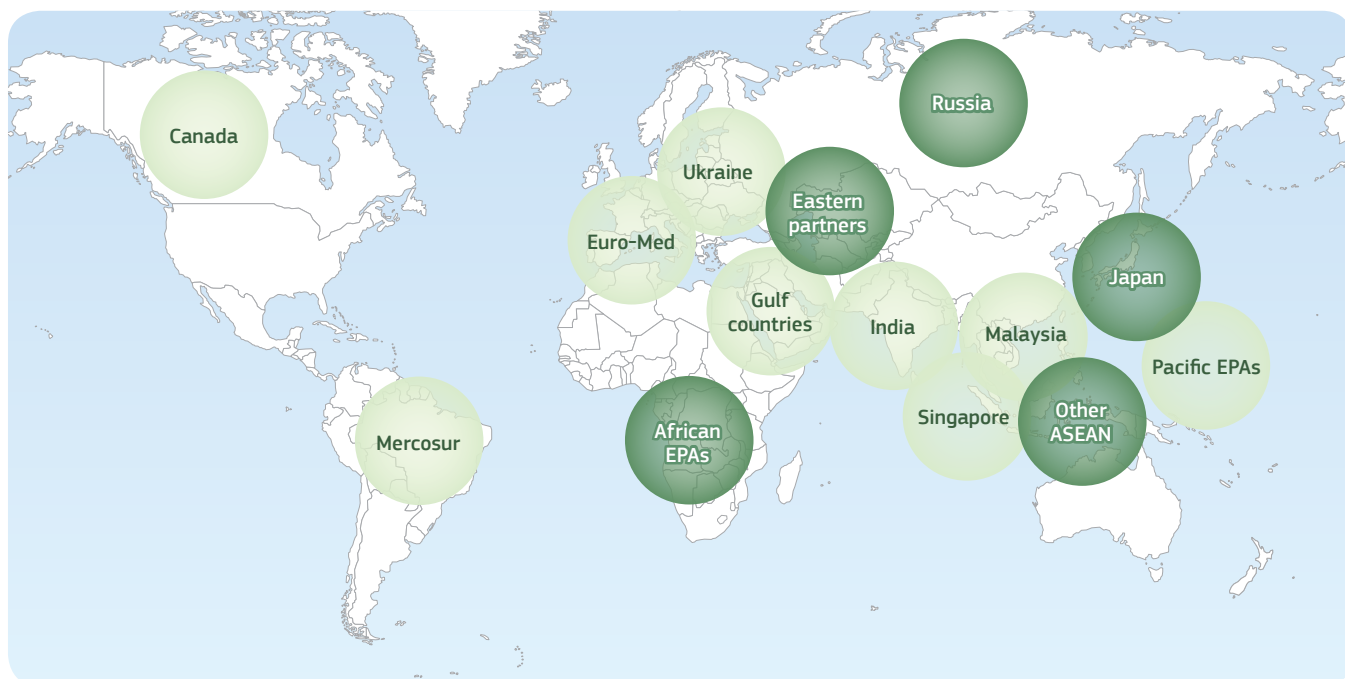 Russia
Canada
Ukraine
Eastern
partners
Euro-Med
Japan
Gulf
countries
India
Malaysia
Pacific EPAs
Singapore
Other
ASEAN
African
EPAs
Mercosur